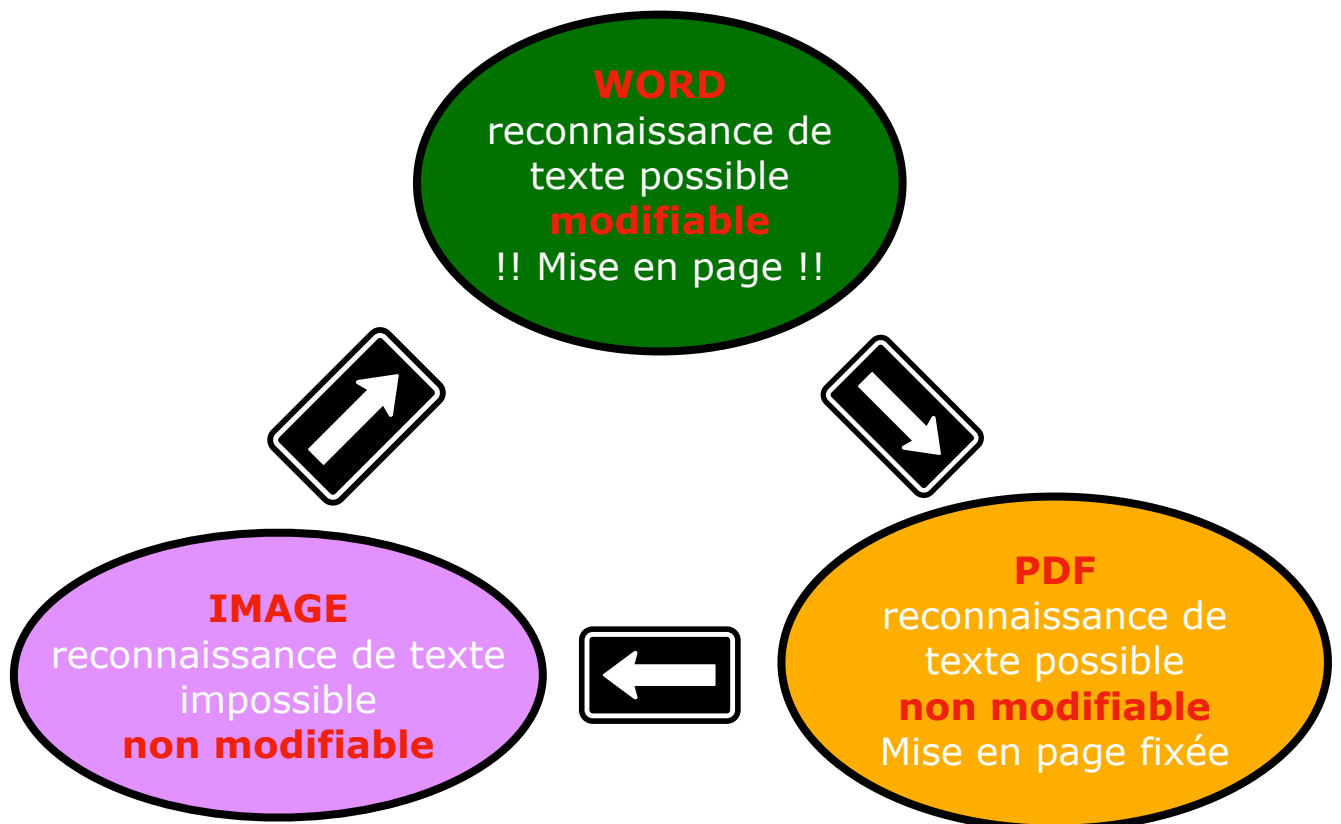 WORD
reconnaissance de
texte possible
modifiable
!! Mise en page !!
IMAGE
reconnaissance de texte
impossible
non modifiable
PDF
reconnaissance de
texte possible
non modifiable
Mise en page fixée